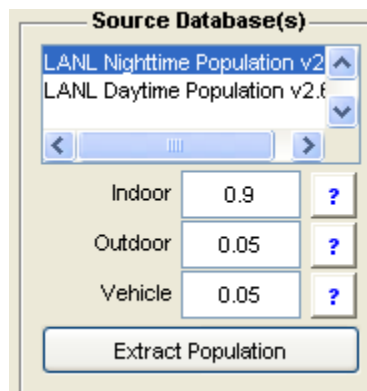 Source Database(s)
LANL Nighttime Population v2
LANL Daytime Population v2.6
Indoor 0.9 ?
Outdoor 0.05 ?
Vehicle 0.05 ?
Extract Population